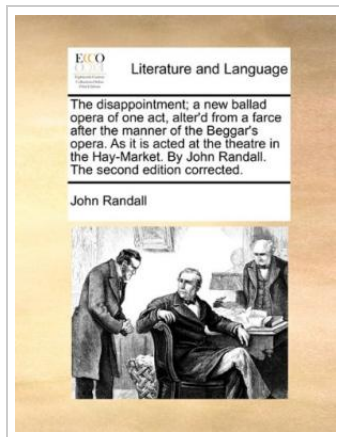 ECCO
Literature and Language
The disappointment; a new ballad
opera of one act, alter'd from a farce
after the manner of the Beggar's
opera. As it is acted at the theatre in
the Hay-Market. By John Randall.
The second edition corrected.
John Randall